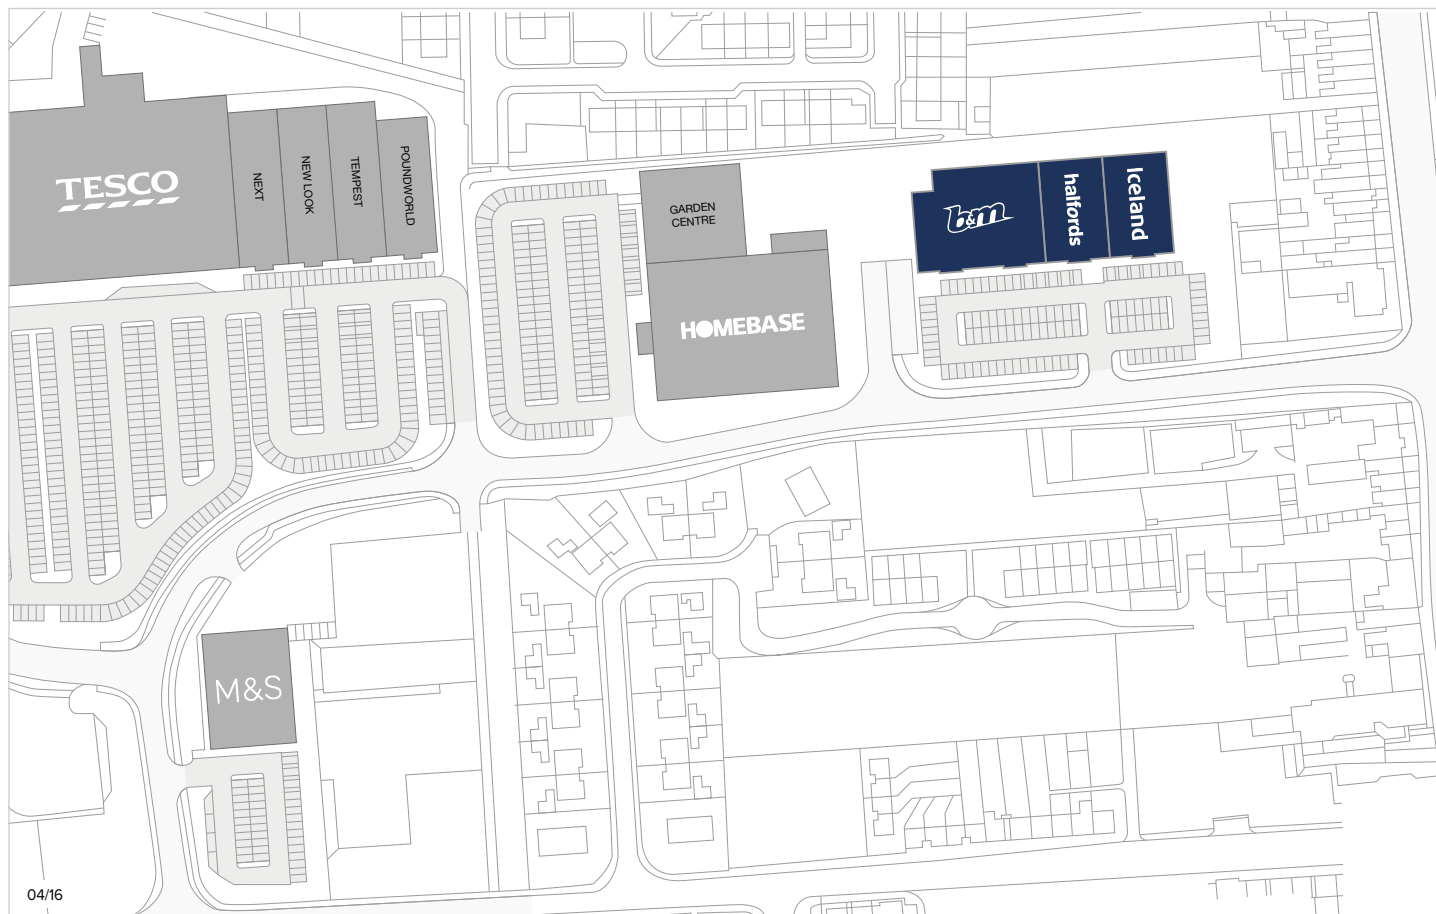 TESCO
NEXT
NEW LOOK
TEMPEST
POUNDWORLD
GARDEN
CENTRE
HOMEBASE
b&m
halfords
Iceland
M&S
04/16